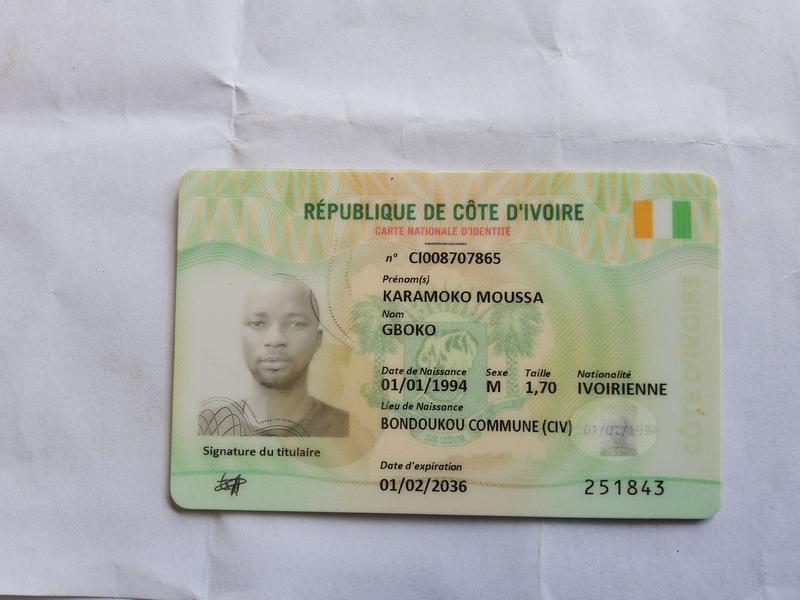 RÉPUBLIQUE DE CÔTE D'IVOIRE
CARTE NATIONALE D'IDENTITÉ
n° CI008707865
Prénom(s)
KARAMOKO MOUSSA
Nom
GBOKO
Date de Naissance Sexe Taille Nationalité
01/01/1994 M 1,70 IVOIRIENNE
Lieu de Naissance
BONDOUKOU COMMUNE (CIV)
01/01/1994
Signature du titulaire
Date d'expiration
01/02/2036
251843
CÔTE D'IVOIRE